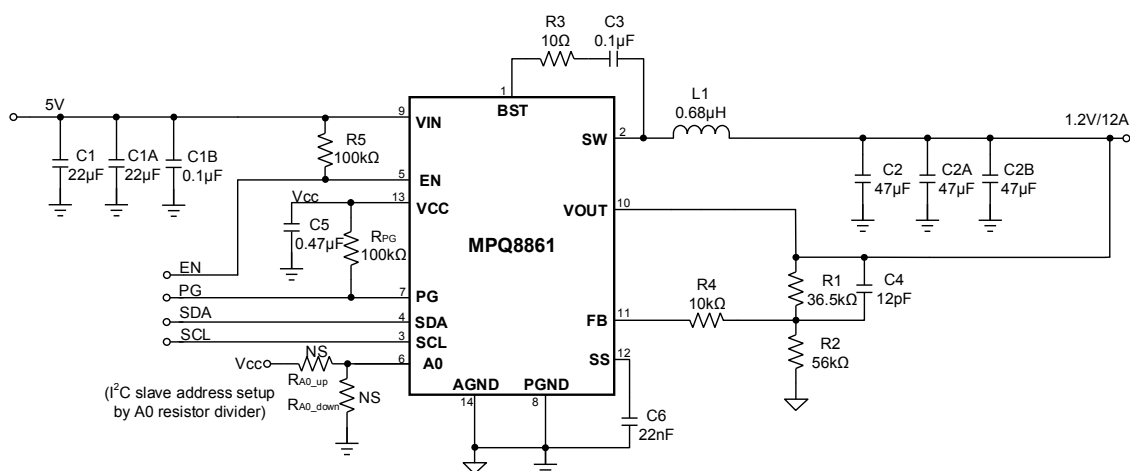 R3
10Ω
C3
0.1µF
1
BST
5V
9
VIN
L1
0.68µH
SW
2
1.2V/12A
C1
22µF
C1A
22µF
C1B
0.1µF
R5
100kΩ
5
EN
C2
47µF
C2A
47µF
C2B
47µF
Vcc
13
VCC
VOUT
10
C5
0.47µF
RPG
100kΩ
MPQ8861
EN
R1
36.5kΩ
C4
12pF
PG
7
PG
R4
10kΩ
SDA
4
SDA
FB
11
SCL
3
SCL
R2
56kΩ
Vcc
NS
6
A0
SS
12
RA0_up
(I²C slave address setup
by A0 resistor divider)
RA0_down
NS
AGND
PGND
14
8
C6
22nF